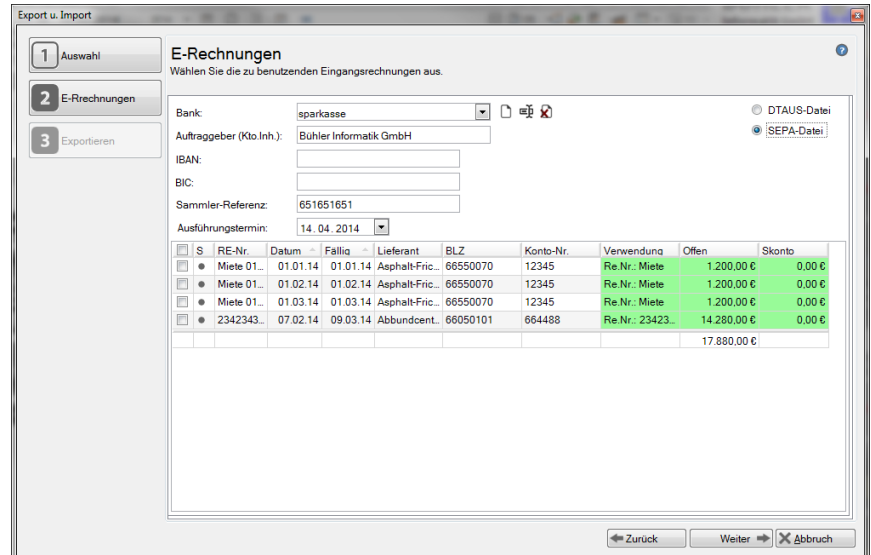 Export u. Import
1 Auswahl
2 E-Rrechnungen
3 Exportieren
E-Rechnungen
Wählen Sie die zu benutzenden Eingangsrechnungen aus.
Bank: sparkasse
DTAUS-Datei
Auftraggeber (Kto.Inh.): Bühler Informatik GmbH
SEPA-Datei
IBAN:
BIC:
Sammler-Referenz: 651651651
Ausführungstermin: 14.04.2014
S RE-Nr. Datum Fällig Lieferant BLZ Konto-Nr. Verwendung Offen Skonto
Miete 01... 01.01.14 01.01.14 Asphalt-Fric... 66550070 12345 Re.Nr.: Miete 1.200,00 € 0,00 €
Miete 01... 01.02.14 01.02.14 Asphalt-Fric... 66550070 12345 Re.Nr.: Miete 1.200,00 € 0,00 €
Miete 01... 01.03.14 01.03.14 Asphalt-Fric... 66550070 12345 Re.Nr.: Miete 1.200,00 € 0,00 €
2342343... 07.02.14 09.03.14 Abbundcent... 66050101 664488 Re.Nr.: 23423... 14.280,00 € 0,00 €
17.880,00 €
Zurück Weiter Abbruch